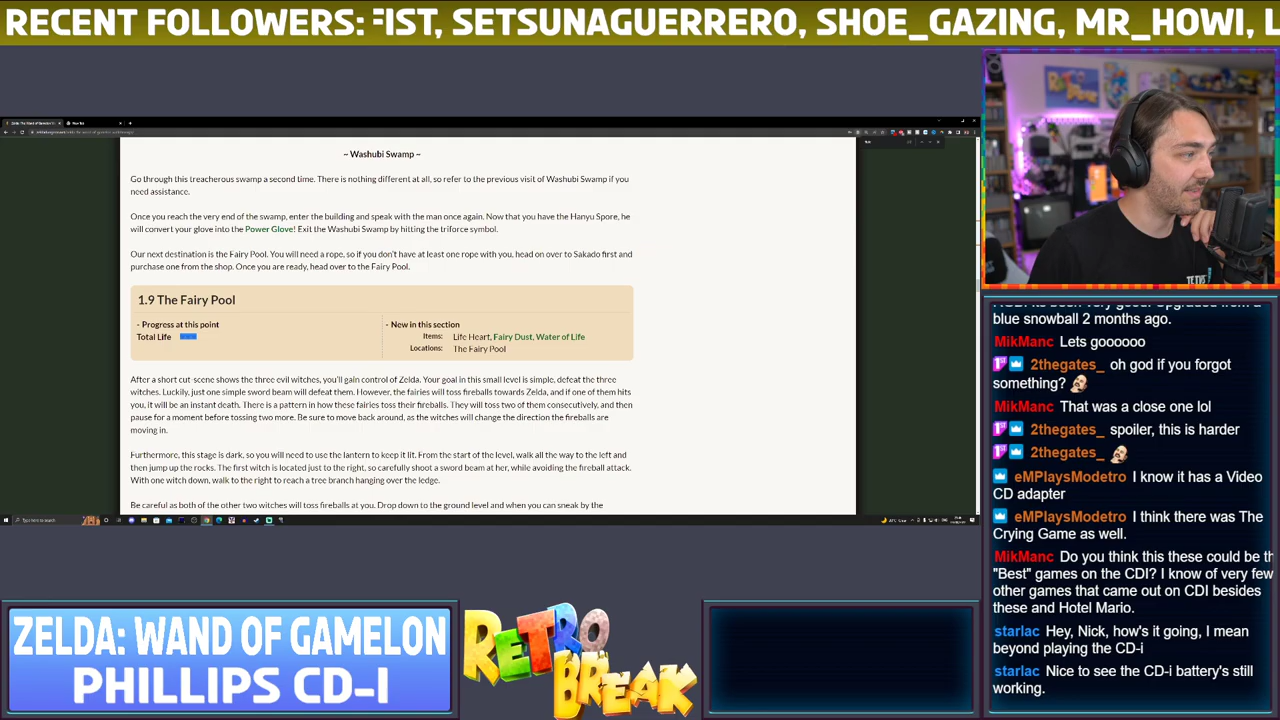 RECENT FOLLOWERS: FIST, SETSUNAGUERRERO, SHOE_GAZING, MR_HOWI, L
~ Washubi Swamp ~
Go through this treacherous swamp a second time. There is nothing different at all, so refer to the previous visit of Washubi Swamp if you
need assistance.
Once you reach the very end of the swamp, enter the building and speak with the man once again. Now that you have the Hanyu Spore, he
will convert your glove into the Power Glove! Exit the Washubi Swamp by hitting the triforce symbol.
Our next destination is the Fairy Pool. You will need a rope, so if you don't have at least one rope with you, head on over to Sakado first and
purchase one from the shop. Once you are ready, head over to the Fairy Pool.
1.9 The Fairy Pool
- Progress at this point
Total Life
- New in this section
Items: Life Heart, Fairy Dust, Water of Life
Locations: The Fairy Pool
After a short cut-scene shows the three evil witches, you'll gain control of Zelda. Your goal in this small level is simple, defeat the three
witches. Luckily, just one simple sword beam will defeat them. However, the fairies will toss fireballs towards Zelda, and if one of them hits
you, it will be an instant death. There is a pattern in how these fairies toss their fireballs. They will toss two of them consecutively, and then
pause for a moment before tossing two more. Be sure to move back around, as the witches will change the direction the fireballs are
moving in.
Furthermore, this stage is dark, so you will need to use the lantern to keep it lit. From the start of the level, walk all the way to the left and
then jump up the rocks. The first witch is located just to the right, so carefully shoot a sword beam at her, while avoiding the fireball attack.
With one witch down, walk to the right to reach a tree branch hanging over the ledge.
Be careful as both of the other two witches will toss fireballs at you. Drop down to the ground level and when you can sneak by the
blue snowball 2 months ago.
MikManc Lets goooooo
2thegates_ oh god if you forgot
something?
MikManc That was a close one lol
2thegates_ spoiler, this is harder
2thegates_
eMPlaysModetro I know it has a Video
CD adapter
eMPlaysModetro I think there was The
Crying Game as well.
MikManc Do you think this these could be th
"Best" games on the CDI? I know of very few
other games that came out on CDI besides
these and Hotel Mario.
starlac Hey, Nick, how's it going, I mean
beyond playing the CD-i
starlac Nice to see the CD-i battery's still
working.
ZELDA: WAND OF GAMELON
PHILLIPS CD-I
RETRO
BREAK